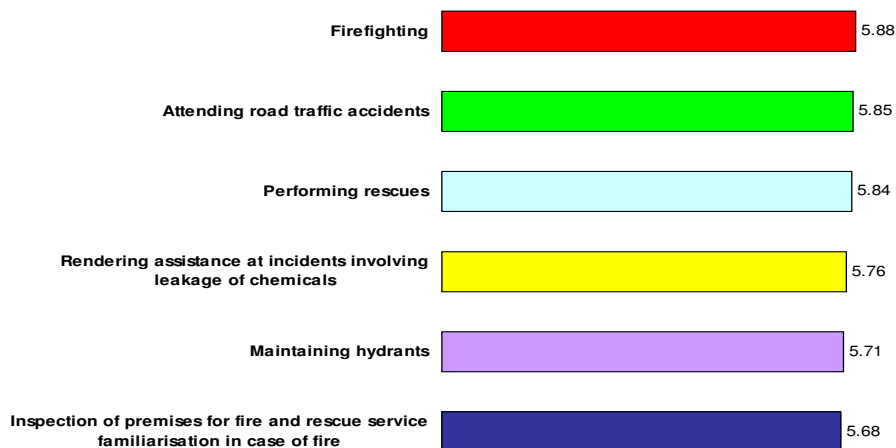 Firefighting
5.88
Attending road traffic accidents
5.85
Performing rescues
5.84
Rendering assistance at incidents involving
leakage of chemicals
5.76
Maintaining hydrants
5.71
Inspection of premises for fire and rescue service
familiarisation in case of fire
5.68